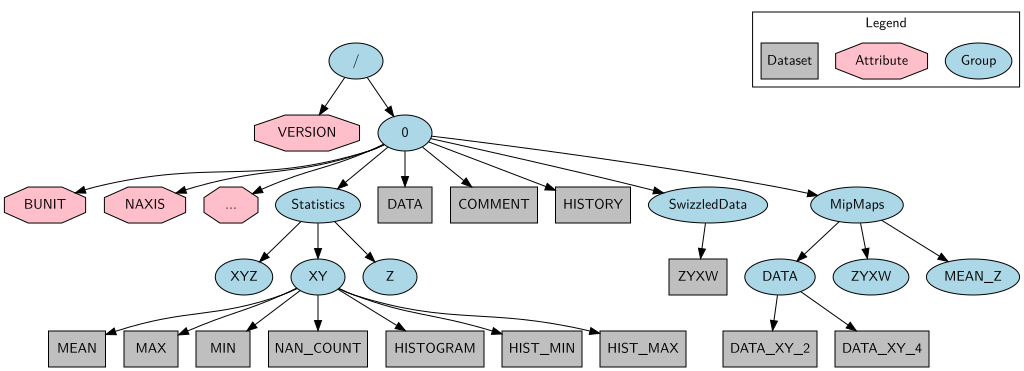 Legend
Dataset Attribute Group
/
VERSION 0
BUNIT NAXIS ... Statistics DATA COMMENT HISTORY SwizzledData MipMaps
XYZ XY Z ZYXW DATA ZYXW MEAN_Z
MEAN MAX MIN NAN_COUNT HISTOGRAM HIST_MIN HIST_MAX DATA_XY_2 DATA_XY_4